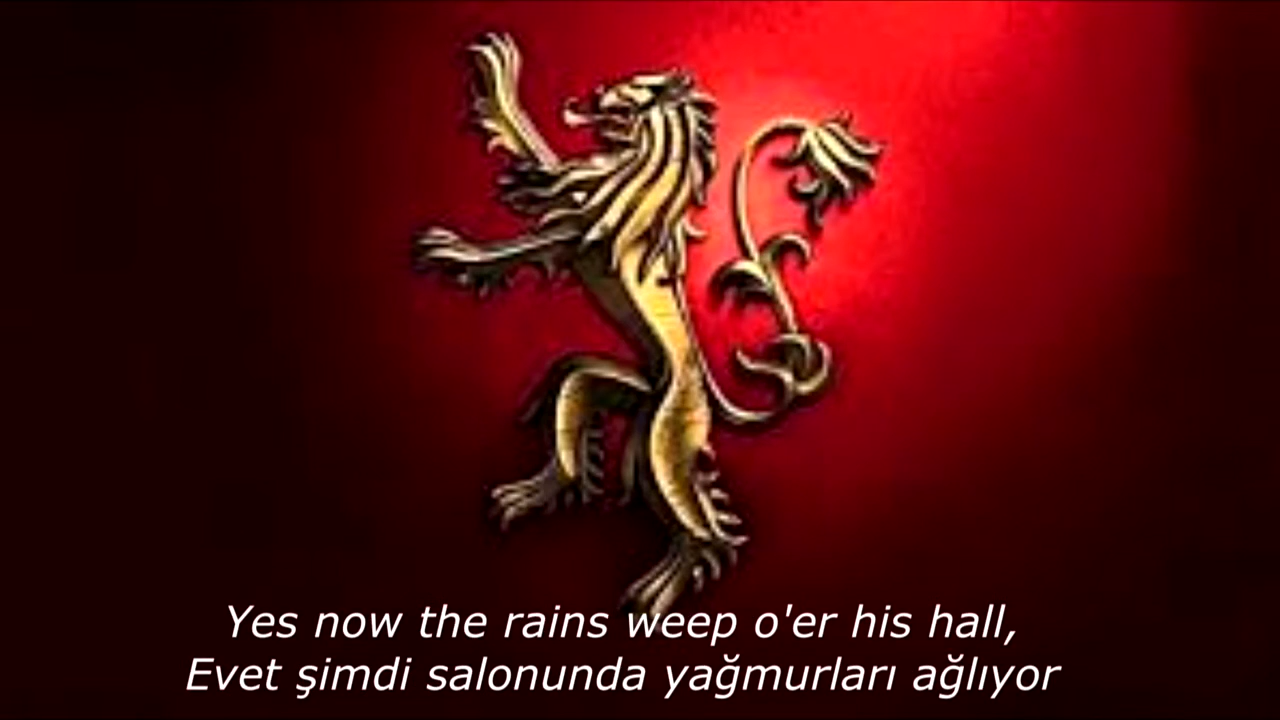 Yes now the rains weep o'er his hall,
Evet şimdi salonunda yağmurları ağlıyor